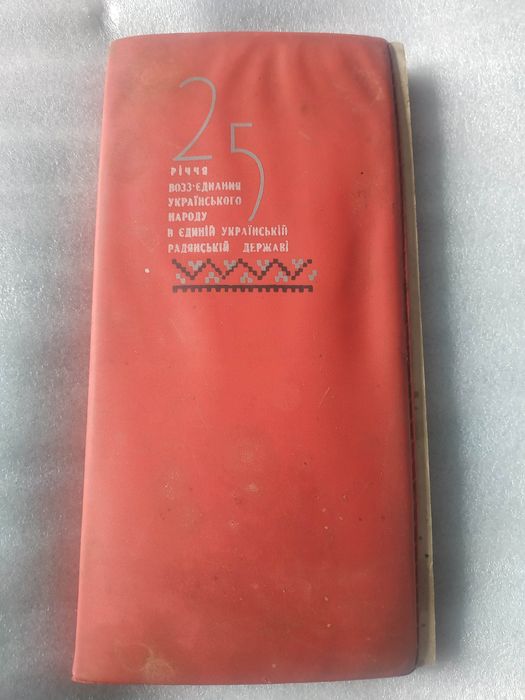 25
річчя
возз'єднання
українського
народу
в єдиній українській
радянській державі